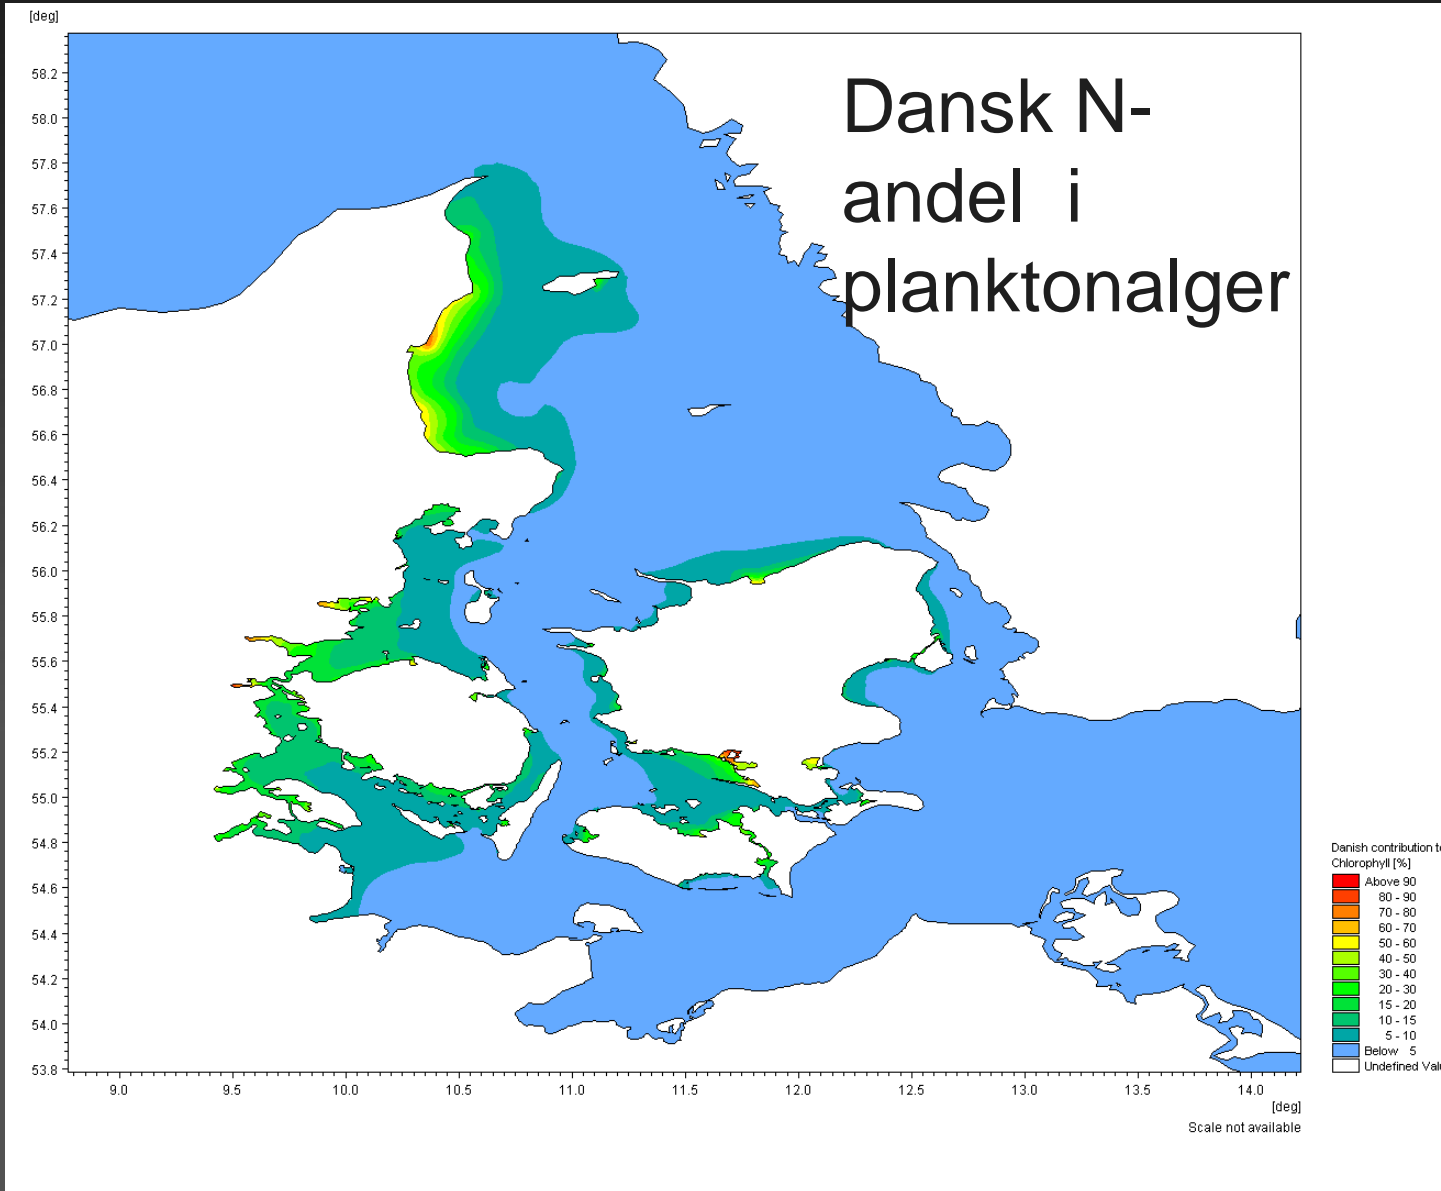 [deg]
Dansk N-
andel i
planktonalger
58.2
58.0
57.8
57.6
57.4
57.2
57.0
56.8
56.6
56.4
56.2
56.0
55.8
55.6
55.4
55.2
55.0
54.8
54.6
54.4
54.2
54.0
53.8
9.0 9.5 10.0 10.5 11.0 11.5 12.0 12.5 13.0 13.5 14.0
[deg]
Scale not available
Danish contribution to
Chlorophyll [%]
Above 90
80 - 90
70 - 80
60 - 70
50 - 60
40 - 50
30 - 40
20 - 30
15 - 20
10 - 15
5 - 10
Below 5
Undefined Valu